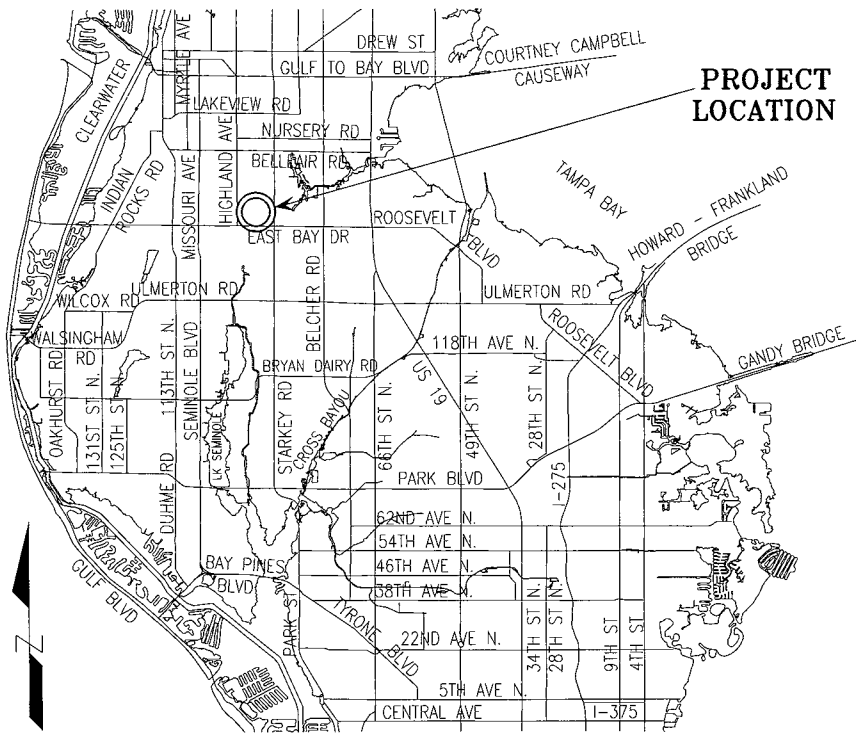 DREW ST
GULF TO BAY BLVD
COURTNEY CAMPBELL
CAUSEWAY
PROJECT
LOCATION
MYRTLE AVE
CLEARWATER
LAKEVIEW RD
HIGHLAND AVE
NURSERY RD
BELLEAIR RD
INDIAN
ROCKS RD
MISSOURI AVE
TAMPA BAY
ROOSEVELT
BLVD
EAST BAY DR
HOWARD - FRANKLAND
BRIDGE
ULMERTON RD
WILCOX RD
BELCHER RD
ULMERTON RD
WALSINGHAM
RD
ROOSEVELT BLVD
118TH AVE N.
GANDY BRIDGE
BRYAN DAIRY RD
US 19
OAKHURST RD
131ST ST N.
125TH ST N.
113TH ST N.
SEMINOLE BLVD
LK SEMINOLE
STARKEY RD
CROSS BAYOU
66TH ST N.
49TH ST N.
28TH ST N.
I-275
PARK BLVD
DUHME RD
62ND AVE N.
54TH AVE N.
46TH AVE N.
38TH AVE N.
BAY PINES
BLVD
GULF BLVD
PARK ST
TYRONE BLVD
22ND AVE N.
34TH ST N.
28TH ST N.
9TH ST
4TH ST
5TH AVE N.
CENTRAL AVE
I-375
N